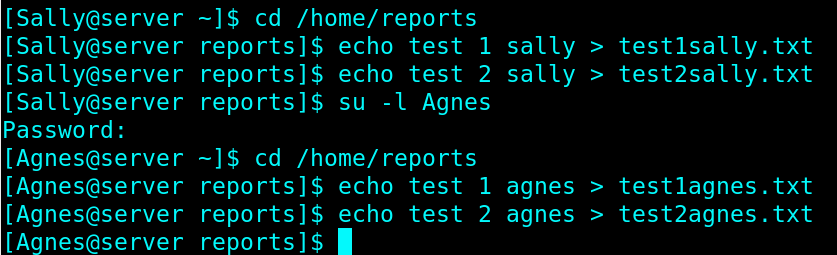 [Sally@server ~]$ cd /home/reports
[Sally@server reports]$ echo test 1 sally > test1sally.txt
[Sally@server reports]$ echo test 2 sally > test2sally.txt
[Sally@server reports]$ su -l Agnes
Password:
[Agnes@server ~]$ cd /home/reports
[Agnes@server reports]$ echo test 1 agnes > test1agnes.txt
[Agnes@server reports]$ echo test 2 agnes > test2agnes.txt
[Agnes@server reports]$